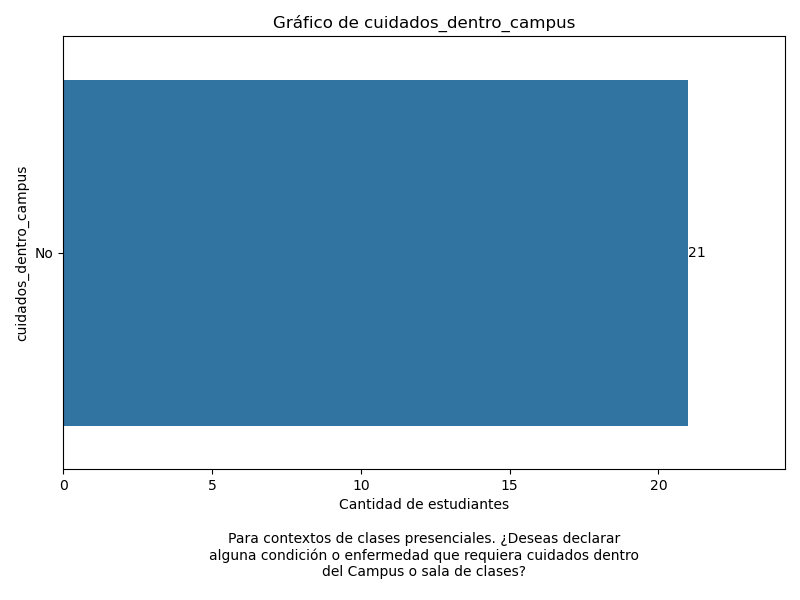 Gráfico de cuidados_dentro_campus
cuidados_dentro_campus
No
21
0
5
10
15
20
Cantidad de estudiantes
Para contextos de clases presenciales. ¿Deseas declarar
alguna condición o enfermedad que requiera cuidados dentro
del Campus o sala de clases?